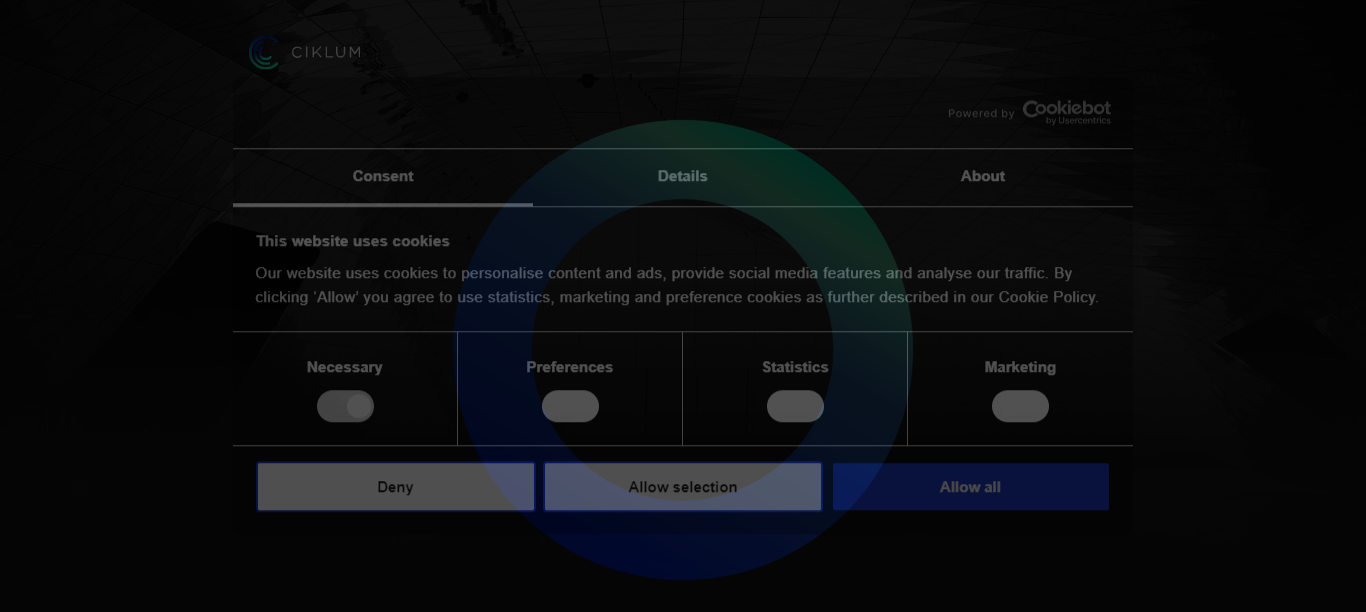 CIKLUM
Powered by Cookiebot
by Usercentrics
Consent
Details
About
This website uses cookies
Our website uses cookies to personalise content and ads, provide social media features and analyse our traffic. By
clicking 'Allow' you agree to use statistics, marketing and preference cookies as further described in our Cookie Policy.
Necessary
Preferences
Statistics
Marketing
Deny
Allow selection
Allow all